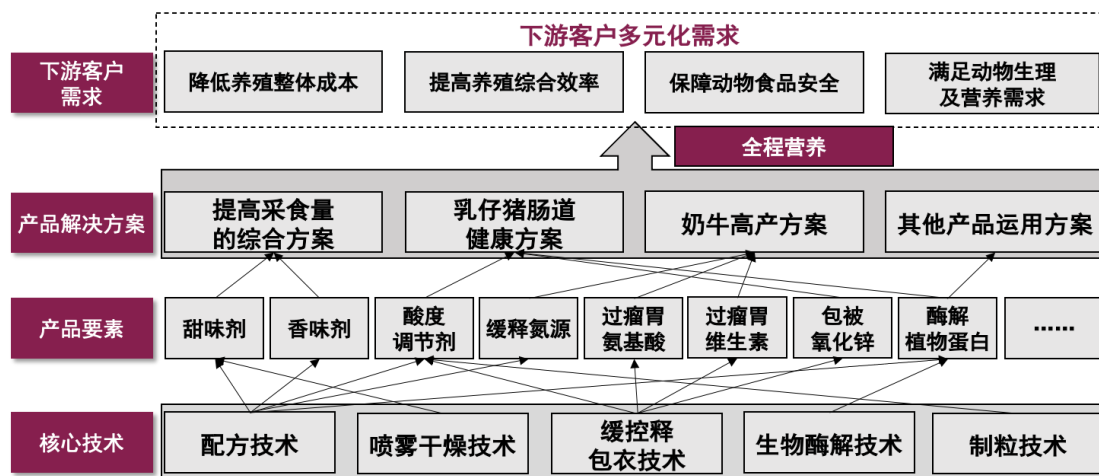 下游客户多元化需求
下游客户
需求
降低养殖整体成本
提高养殖综合效率
保障动物食品安全
满足动物生理
及营养需求
全程营养
产品解决方案
提高采食量
的综合方案
乳仔猪肠道
健康方案
奶牛高产方案
其他产品运用方案
产品要素
甜味剂
香味剂
酸度
调节剂
缓释氮源
过瘤胃
氨基酸
过瘤胃
维生素
包被
氧化锌
酶解
植物蛋白
......
核心技术
配方技术
喷雾干燥技术
缓控释
包衣技术
生物酶解技术
制粒技术